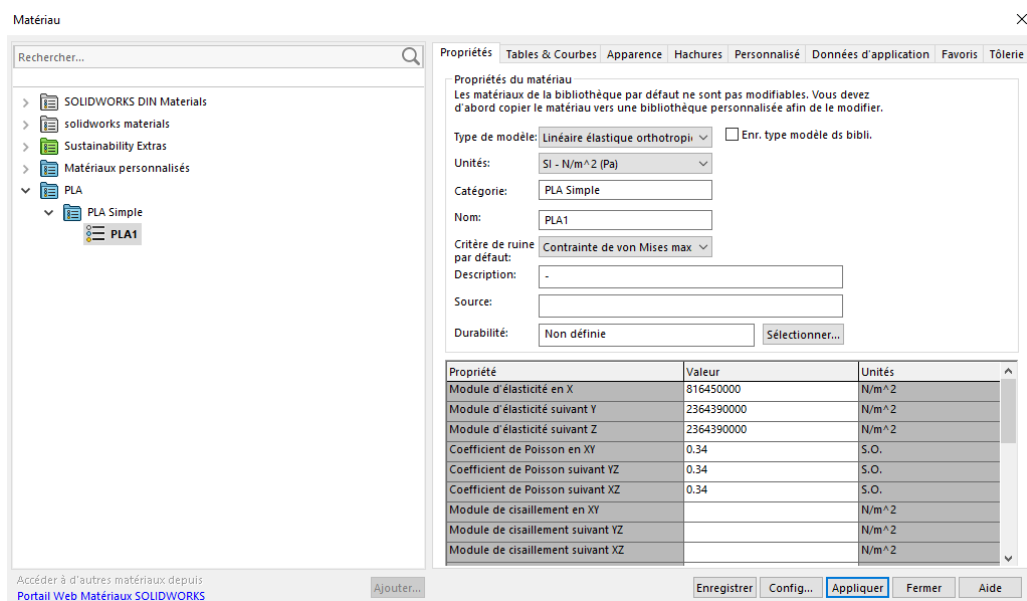 Matériau
Rechercher...
SOLIDWORKS DIN Materials
solidworks materials
Sustainability Extras
Matériaux personnalisés
PLA
PLA Simple
PLA1
Accéder à d'autres matériaux depuis
Portail Web Matériaux SOLIDWORKS
Ajouter...
Propriétés Tables & Courbes Apparence Hachures Personnalisé Données d'application Favoris Tôlerie
Propriétés du matériau
Les matériaux de la bibliothèque par défaut ne sont pas modifiables. Vous devez
d'abord copier le matériau vers une bibliothèque personnalisée afin de le modifier.
Type de modèle: Linéaire élastique orthotropi Enr. type modèle ds bibli.
Unités: SI - N/m^2 (Pa)
Catégorie: PLA Simple
Nom: PLA1
Critère de ruine
par défaut: Contrainte de von Mises max
Description: -
Source:
Durabilité: Non définie Sélectionner...
Propriété Valeur Unités
Module d'élasticité en X 816450000 N/m^2
Module d'élasticité suivant Y 2364390000 N/m^2
Module d'élasticité suivant Z 2364390000 N/m^2
Coefficient de Poisson en XY 0.34 S.O.
Coefficient de Poisson suivant YZ 0.34 S.O.
Coefficient de Poisson suivant XZ 0.34 S.O.
Module de cisaillement en XY N/m^2
Module de cisaillement suivant YZ N/m^2
Module de cisaillement suivant XZ N/m^2
Enregistrer Config... Appliquer Fermer Aide